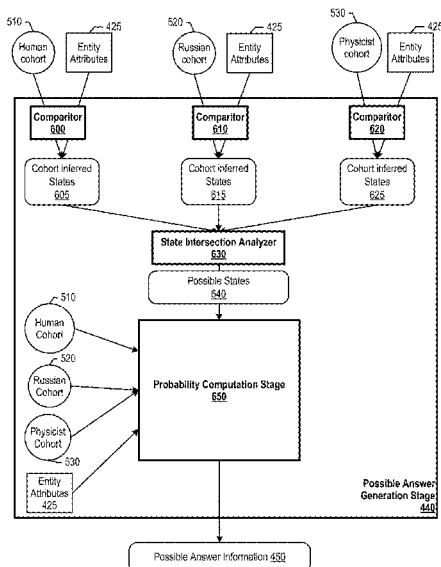 510
425
520
425
530
425
Human
cohort
Entity
Attributes
Russian
cohort
Entity
Attributes
Physicist
cohort
Entity
Attributes
Comparitor
600
Comparitor
610
Comparitor
620
Cohort inferred
States
605
Cohort inferred
States
615
Cohort inferred
States
625
State Intersection Analyzer
630
Possible States
640
510
Human
Cohort
520
Russian
Cohort
Probability Computation Stage
650
Physicist
Cohort
530
Entity
Attributes
425
Possible Answer
Generation Stage
440
Possible Answer Information 450